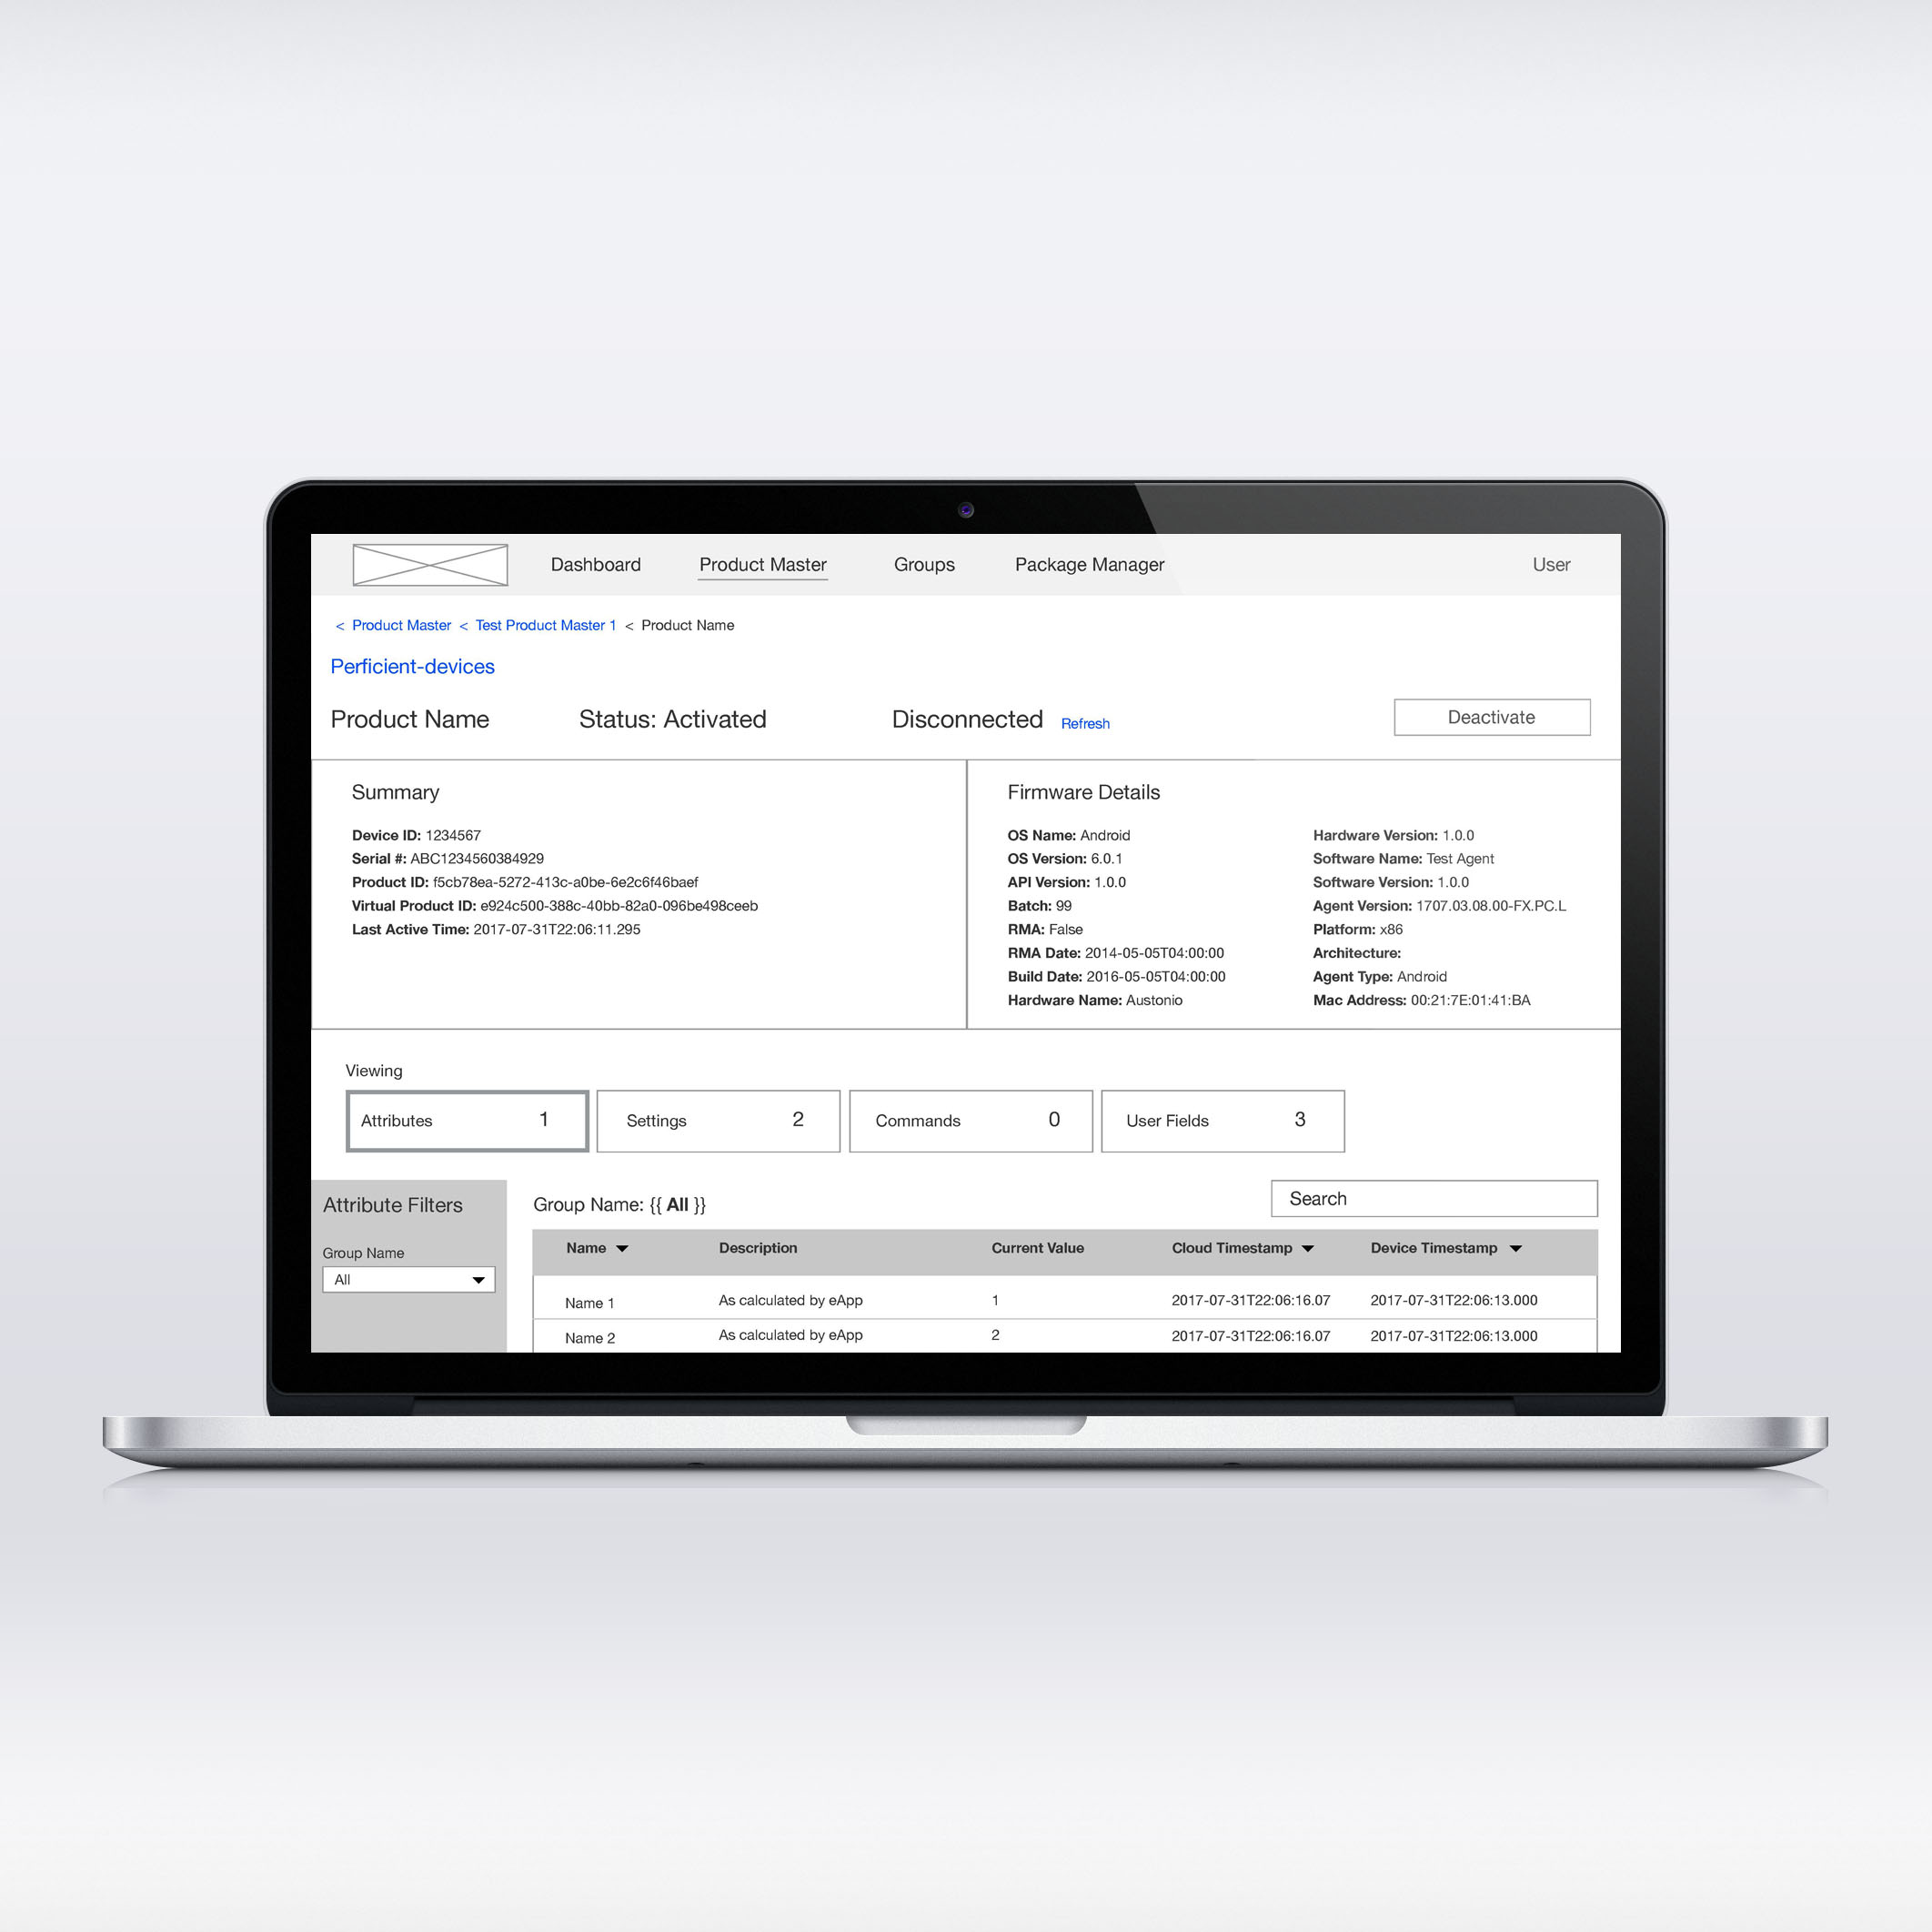 Dashboard Product Master Groups Package Manager User
< Product Master < Test Product Master 1 < Product Name
Perficient-devices
Product Name Status: Activated Disconnected Refresh Deactivate
Summary
Device ID: 1234567
Serial #: ABC1234560384929
Product ID: f5cb78ea-5272-413c-a0be-6e2c6f46baef
Virtual Product ID: e924c500-388c-40bb-82a0-096be498ceeb
Last Active Time: 2017-07-31T22:06:11.295
Firmware Details
OS Name: Android
OS Version: 6.0.1
API Version: 1.0.0
Batch: 99
RMA: False
RMA Date: 2014-05-05T04:00:00
Build Date: 2016-05-05T04:00:00
Hardware Name: Austonio
Hardware Version: 1.0.0
Software Name: Test Agent
Software Version: 1.0.0
Agent Version: 1707.03.08.00-FX.PC.L
Platform: x86
Architecture:
Agent Type: Android
Mac Address: 00:21:7E:01:41:BA
Viewing
Attributes 1 Settings 2 Commands 0 User Fields 3
Attribute Filters
Group Name
All
Group Name: {{ All }} Search
Name Description Current Value Cloud Timestamp Device Timestamp
Name 1 As calculated by eApp 1 2017-07-31T22:06:16.07 2017-07-31T22:06:13.000
Name 2 As calculated by eApp 2 2017-07-31T22:06:16.07 2017-07-31T22:06:13.000